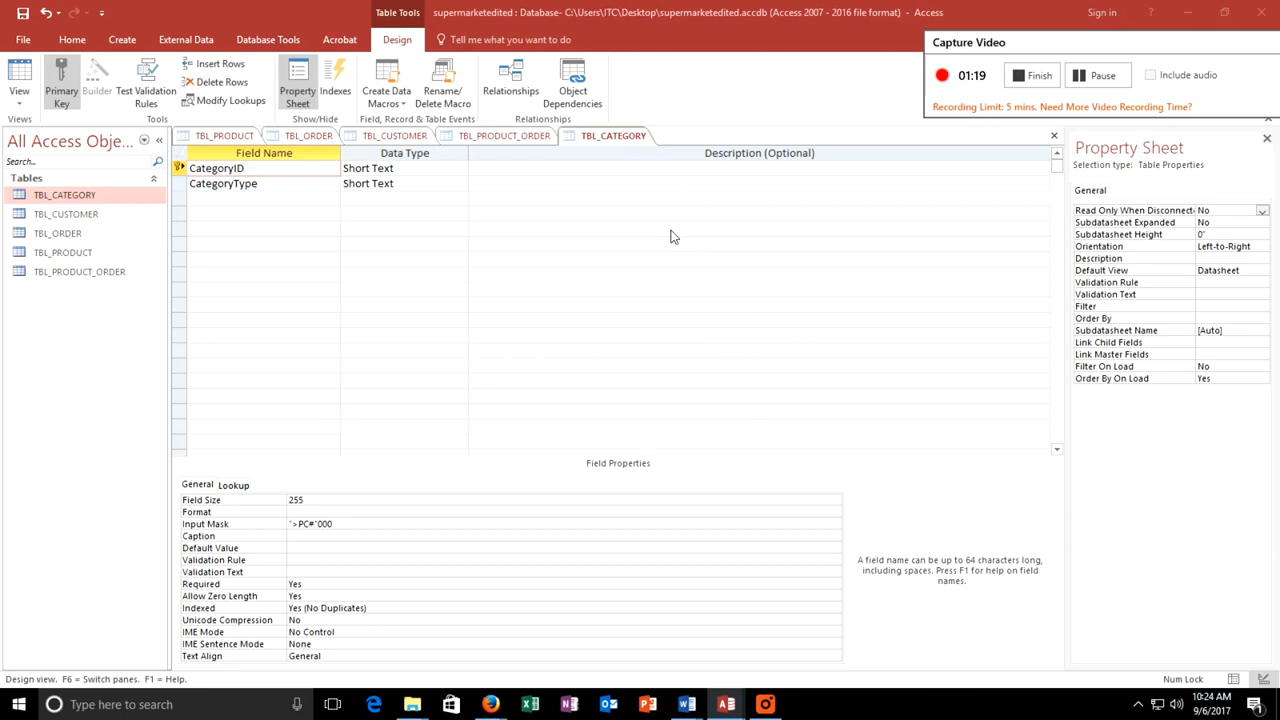 Table Tools
supermarketedited : Database- C:\Users\ITC\Desktop\supermarketedited.accdb (Access 2007 - 2016 file format) - Access
Sign in
?
File
Home
Create
External Data
Database Tools
Acrobat
Design
Tell me what you want to do
Capture Video
01:19
Finish
Pause
Include audio
Recording Limit: 5 mins. Need More Video Recording Time?
View
Primary
Key
Builder
Test Validation
Rules
Insert Rows
Delete Rows
Modify Lookups
Property
Sheet
Indexes
Create Data
Macros
Rename/
Delete Macro
Relationships
Object
Dependencies
Views
Tools
Show/Hide
Field, Record & Table Events
Relationships
All Access Obje...
Search...
Tables
TBL_CATEGORY
TBL_CUSTOMER
TBL_ORDER
TBL_PRODUCT
TBL_PRODUCT_ORDER
TBL_PRODUCT
TBL_ORDER
TBL_CUSTOMER
TBL_PRODUCT_ORDER
TBL_CATEGORY
Field Name
Data Type
Description (Optional)
CategoryID
Short Text
CategoryType
Short Text
Field Properties
General
Lookup
Field Size
255
Format
Input Mask
">PC#"000
Caption
Default Value
Validation Rule
Validation Text
Required
Yes
Allow Zero Length
Yes
Indexed
Yes (No Duplicates)
Unicode Compression
No
IME Mode
No Control
IME Sentence Mode
None
Text Align
General
A field name can be up to 64 characters long,
including spaces. Press F1 for help on field
names.
Property Sheet
Selection type: Table Properties
General
Read Only When Disconnect
No
Subdatasheet Expanded
No
Subdatasheet Height
0"
Orientation
Left-to-Right
Description
Default View
Datasheet
Validation Rule
Validation Text
Filter
Order By
Subdatasheet Name
[Auto]
Link Child Fields
Link Master Fields
Filter On Load
No
Order By On Load
Yes
Design view. F6 = Switch panes. F1 = Help.
Num Lock
Type here to search
10:24 AM
9/6/2017